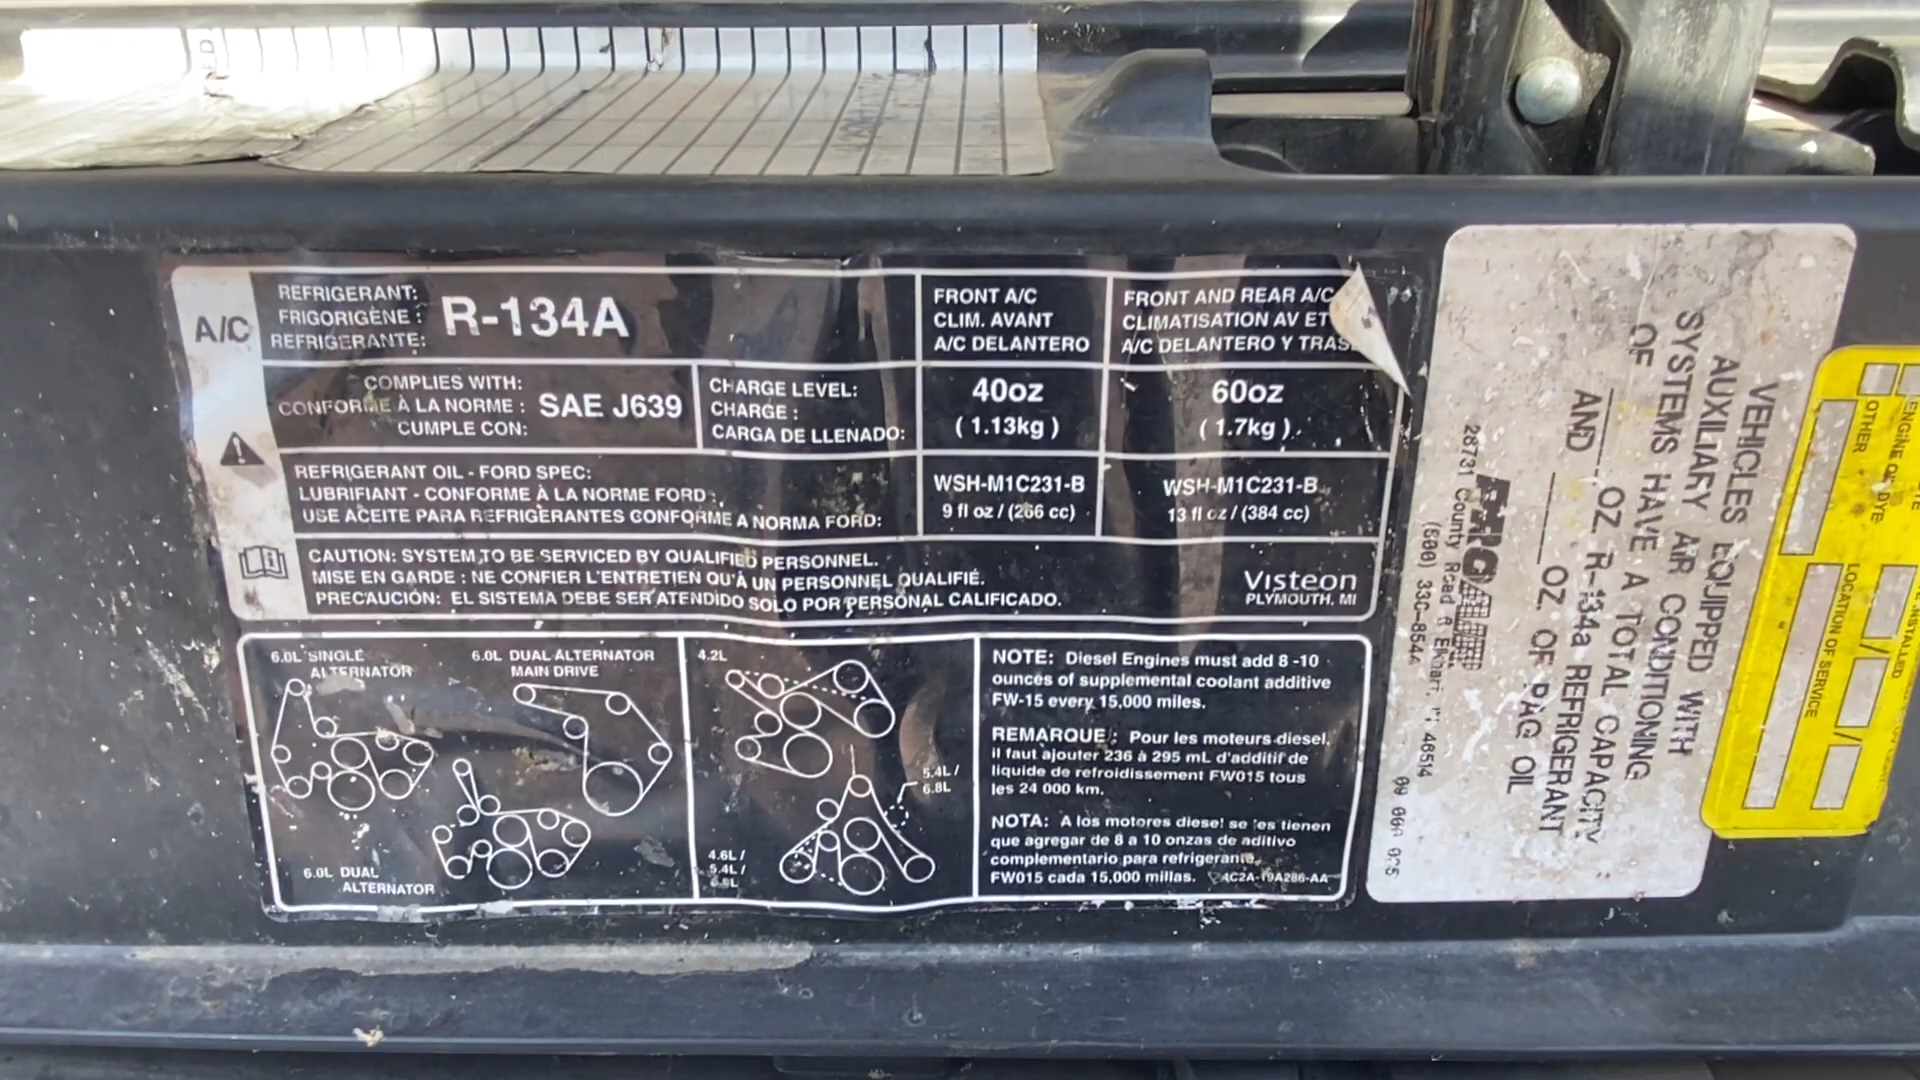 A/C
REFRIGERANT:
FRIGORIGÈNE :
REFRIGERANTE:
R-134A
FRONT A/C
CLIM. AVANT
A/C DELANTERO
FRONT AND REAR A/C
CLIMATISATION AV ET
A/C DELANTERO Y TRAS
COMPLIES WITH:
CONFORME À LA NORME :
CUMPLE CON:
SAE J639
CHARGE LEVEL:
CHARGE :
CARGA DE LLENADO:
40oz
( 1.13kg )
60oz
( 1.7kg )
REFRIGERANT OIL - FORD SPEC:
LUBRIFIANT - CONFORME À LA NORME FORD :
USE ACEITE PARA REFRIGERANTES CONFORME A NORMA FORD:
WSH-M1C231-B
9 fl oz / (266 cc)
WSH-M1C231-B
13 fl oz / (384 cc)
CAUTION: SYSTEM TO BE SERVICED BY QUALIFIED PERSONNEL.
MISE EN GARDE : NE CONFIER L'ENTRETIEN QU'À UN PERSONNEL QUALIFIÉ.
PRECAUCIÓN: EL SISTEMA DEBE SER ATENDIDO SOLO POR PERSONAL CALIFICADO.
Visteon
PLYMOUTH, MI
6.0L SINGLE
ALTERNATOR
6.0L DUAL ALTERNATOR
MAIN DRIVE
6.0L DUAL
ALTERNATOR
4.2L
5.4L /
6.8L
4.6L /
5.4L /
6.8L
NOTE: Diesel Engines must add 8 -10
ounces of supplemental coolant additive
FW-15 every 15,000 miles.
REMARQUE : Pour les moteurs diesel,
il faut ajouter 236 à 295 mL d'additif de
liquide de refroidissement FW015 tous
les 24 000 km.
NOTA: A los motores diesel se les tienen
que agregar de 8 a 10 onzas de aditivo
complementario para refrigerante
FW015 cada 15,000 millas.
4C2A-19A286-AA
VEHICLES EQUIPPED WITH
AUXILIARY AIR CONDITIONING
SYSTEMS HAVE A TOTAL CAPACITY
OF ____ OZ. R-134a REFRIGERANT
AND ____ OZ. OF PAG OIL
28731 County Road 6
46514
ENGINE OIL DYE
OTHER
INSTALLED
LOCATION OF SERVICE